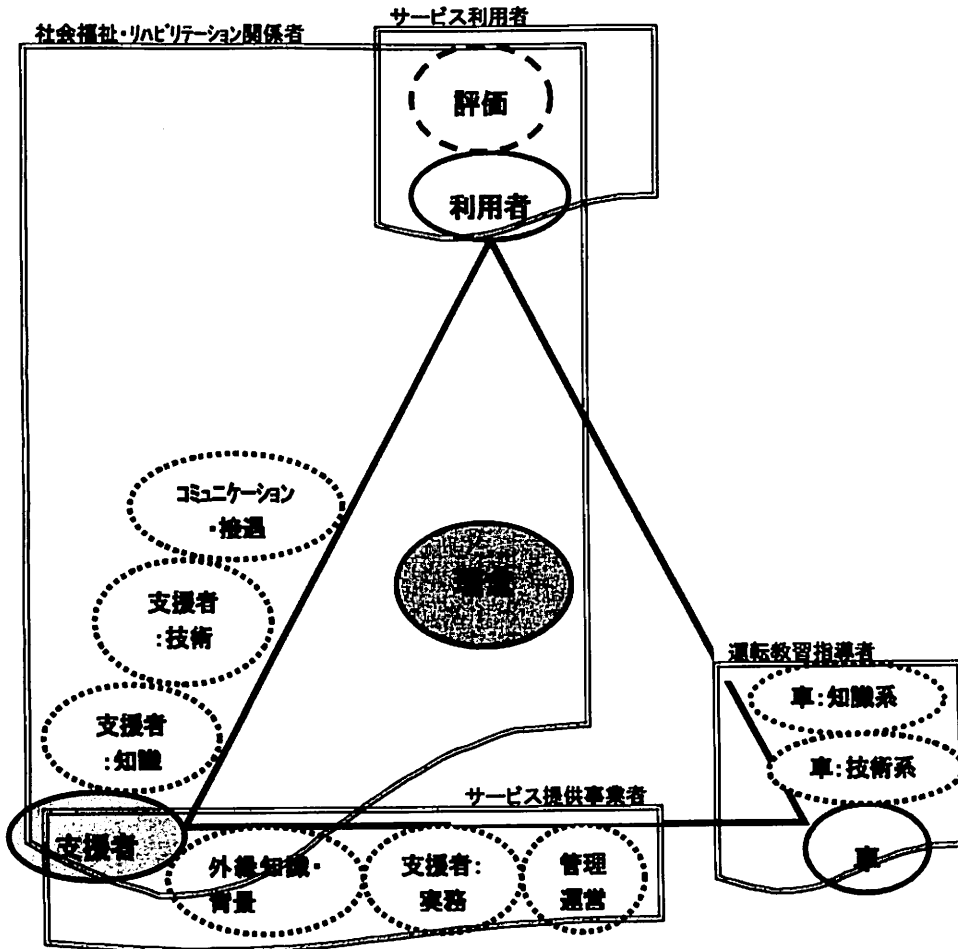 サービス利用者
社会福祉・リハビリテーション関係者
評価
利用者
コミュニケーション
・接遇
支援者
:技術
支援者
:知識
運転教習指導者
車:知識系
車:技術系
サービス提供事業者
支援者
外縁知識・
背景
支援者:
実務
管理
運営
車